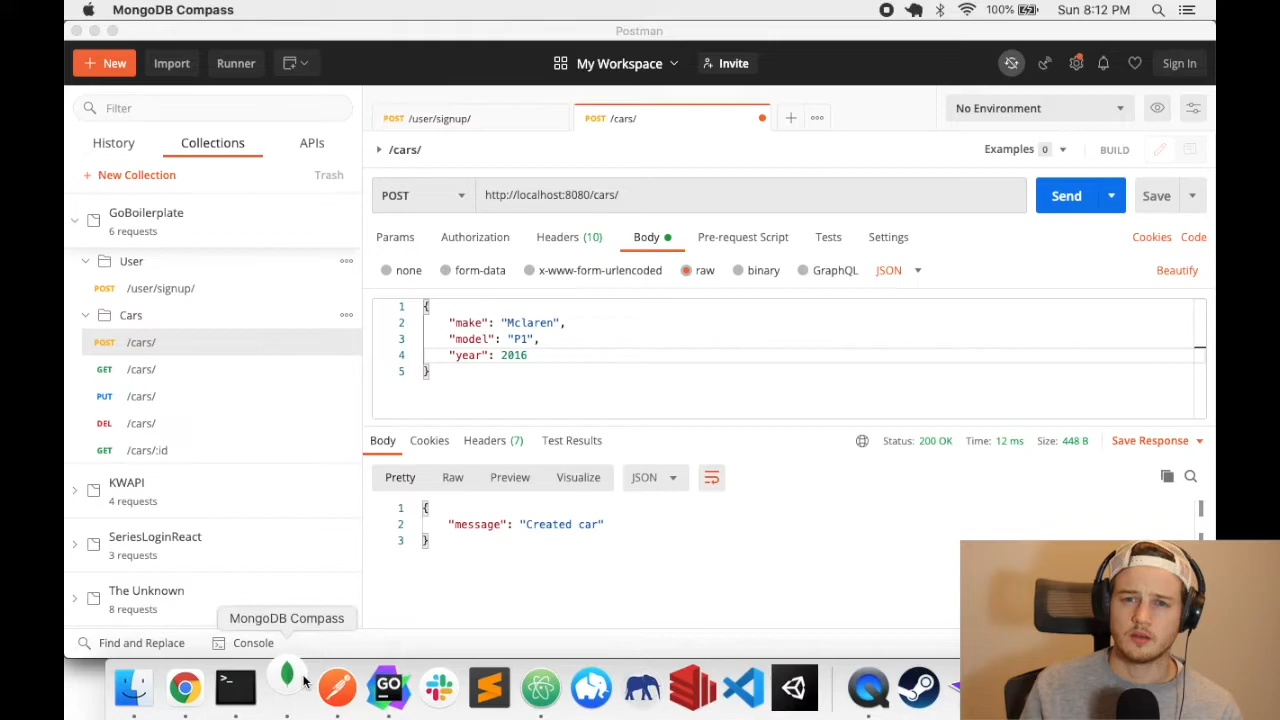 MongoDB Compass
100%
Sun 8:12 PM
Postman
+ New
Import
Runner
My Workspace
Invite
Sign In
Filter
History
Collections
APIs
+ New Collection
Trash
GoBoilerplate
6 requests
User
POST /user/signup/
Cars
POST /cars/
GET /cars/
PUT /cars/
DEL /cars/
GET /cars/:id
KWAPI
4 requests
SeriesLoginReact
3 requests
The Unknown
8 requests
Find and Replace
Console
POST /user/signup/
POST /cars/
No Environment
/cars/
Examples 0
BUILD
POST
http://localhost:8080/cars/
Send
Save
Params
Authorization
Headers (10)
Body
Pre-request Script
Tests
Settings
Cookies
Code
none
form-data
x-www-form-urlencoded
raw
binary
GraphQL
JSON
Beautify
1 {
2 "make": "Mclaren",
3 "model": "P1",
4 "year": 2016
5 }
Body
Cookies
Headers (7)
Test Results
Status: 200 OK
Time: 12 ms
Size: 448 B
Save Response
Pretty
Raw
Preview
Visualize
JSON
1 {
2 "message": "Created car"
3 }
MongoDB Compass
>_
GO